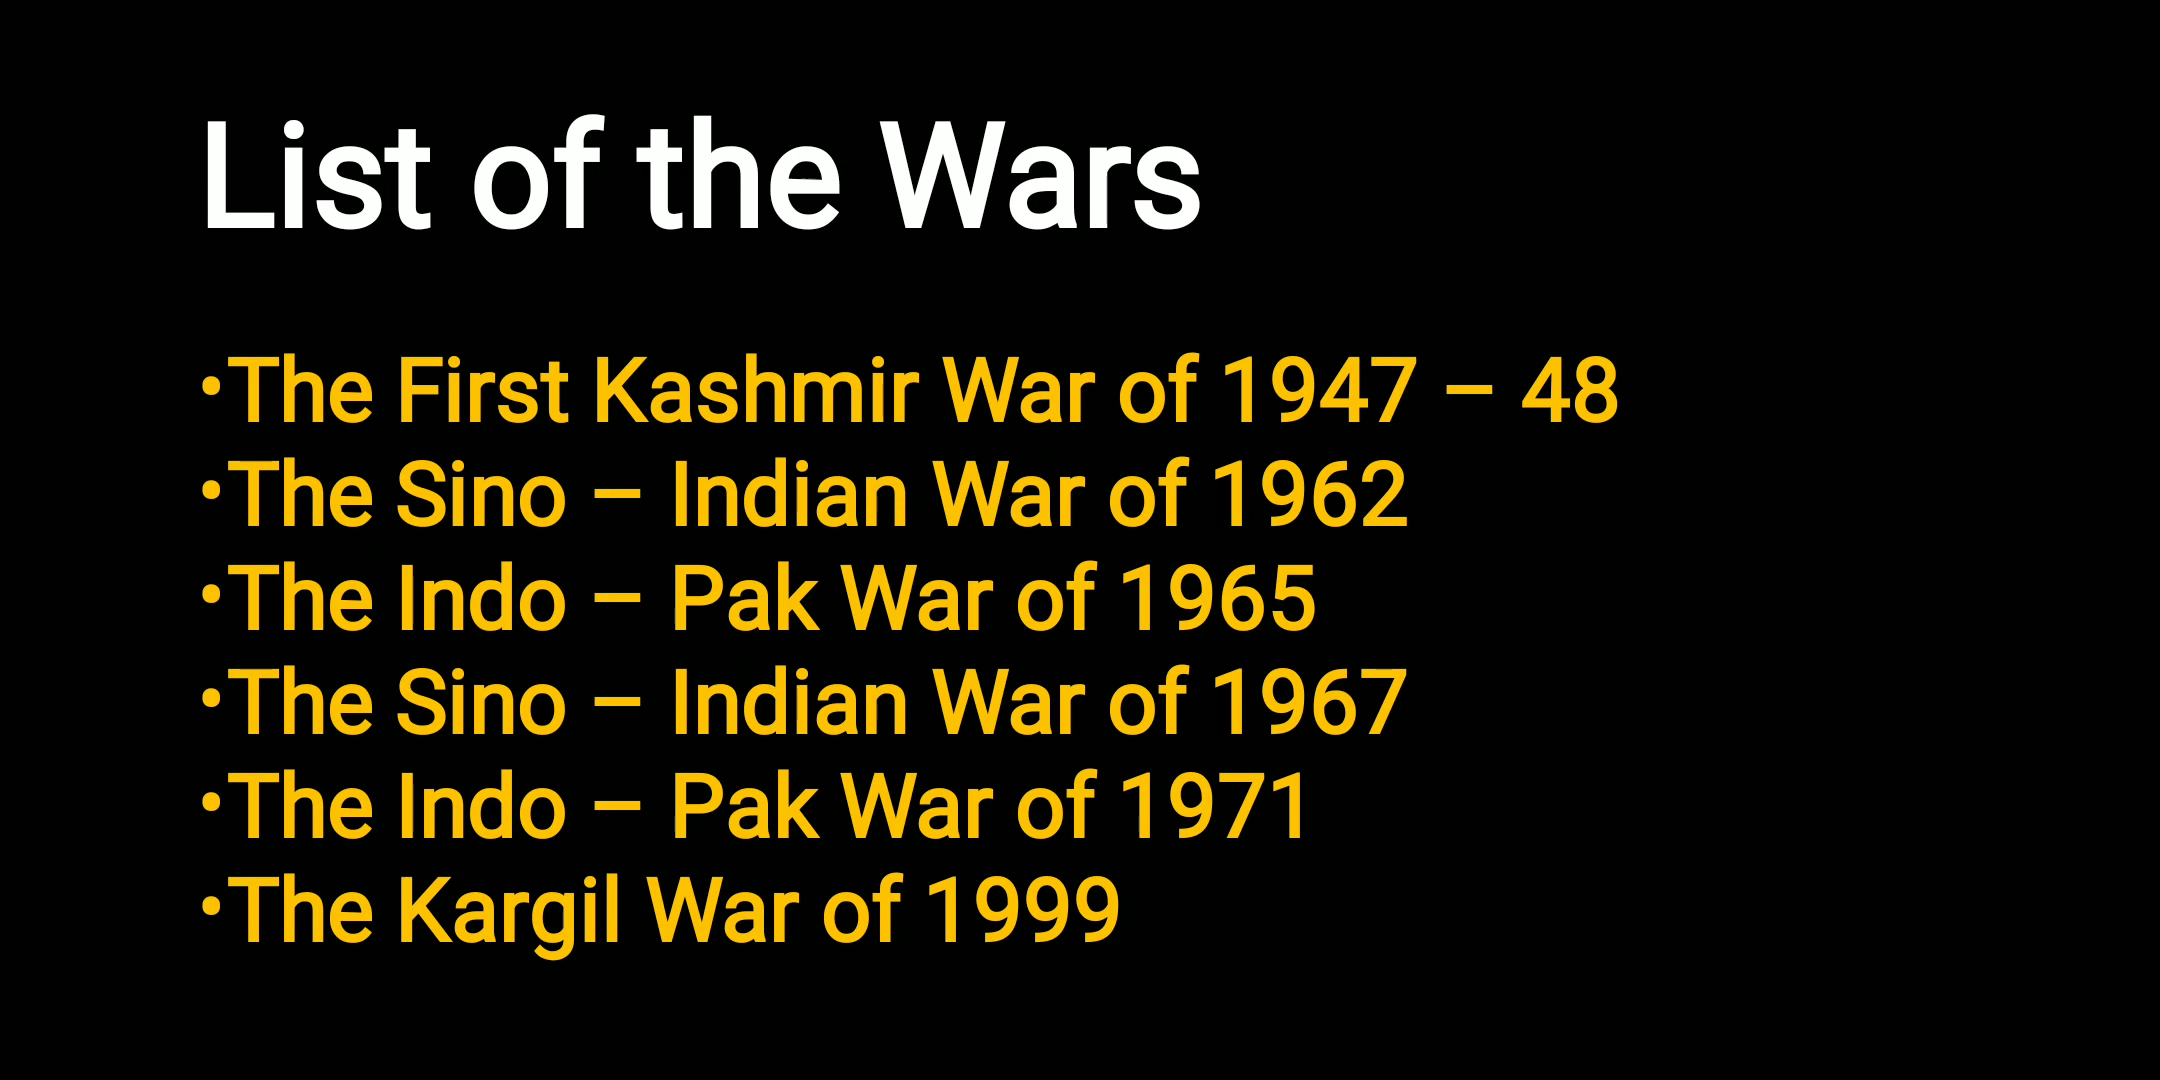 List of the Wars
•The First Kashmir War of 1947 – 48
•The Sino – Indian War of 1962
•The Indo – Pak War of 1965
•The Sino – Indian War of 1967
•The Indo – Pak War of 1971
•The Kargil War of 1999